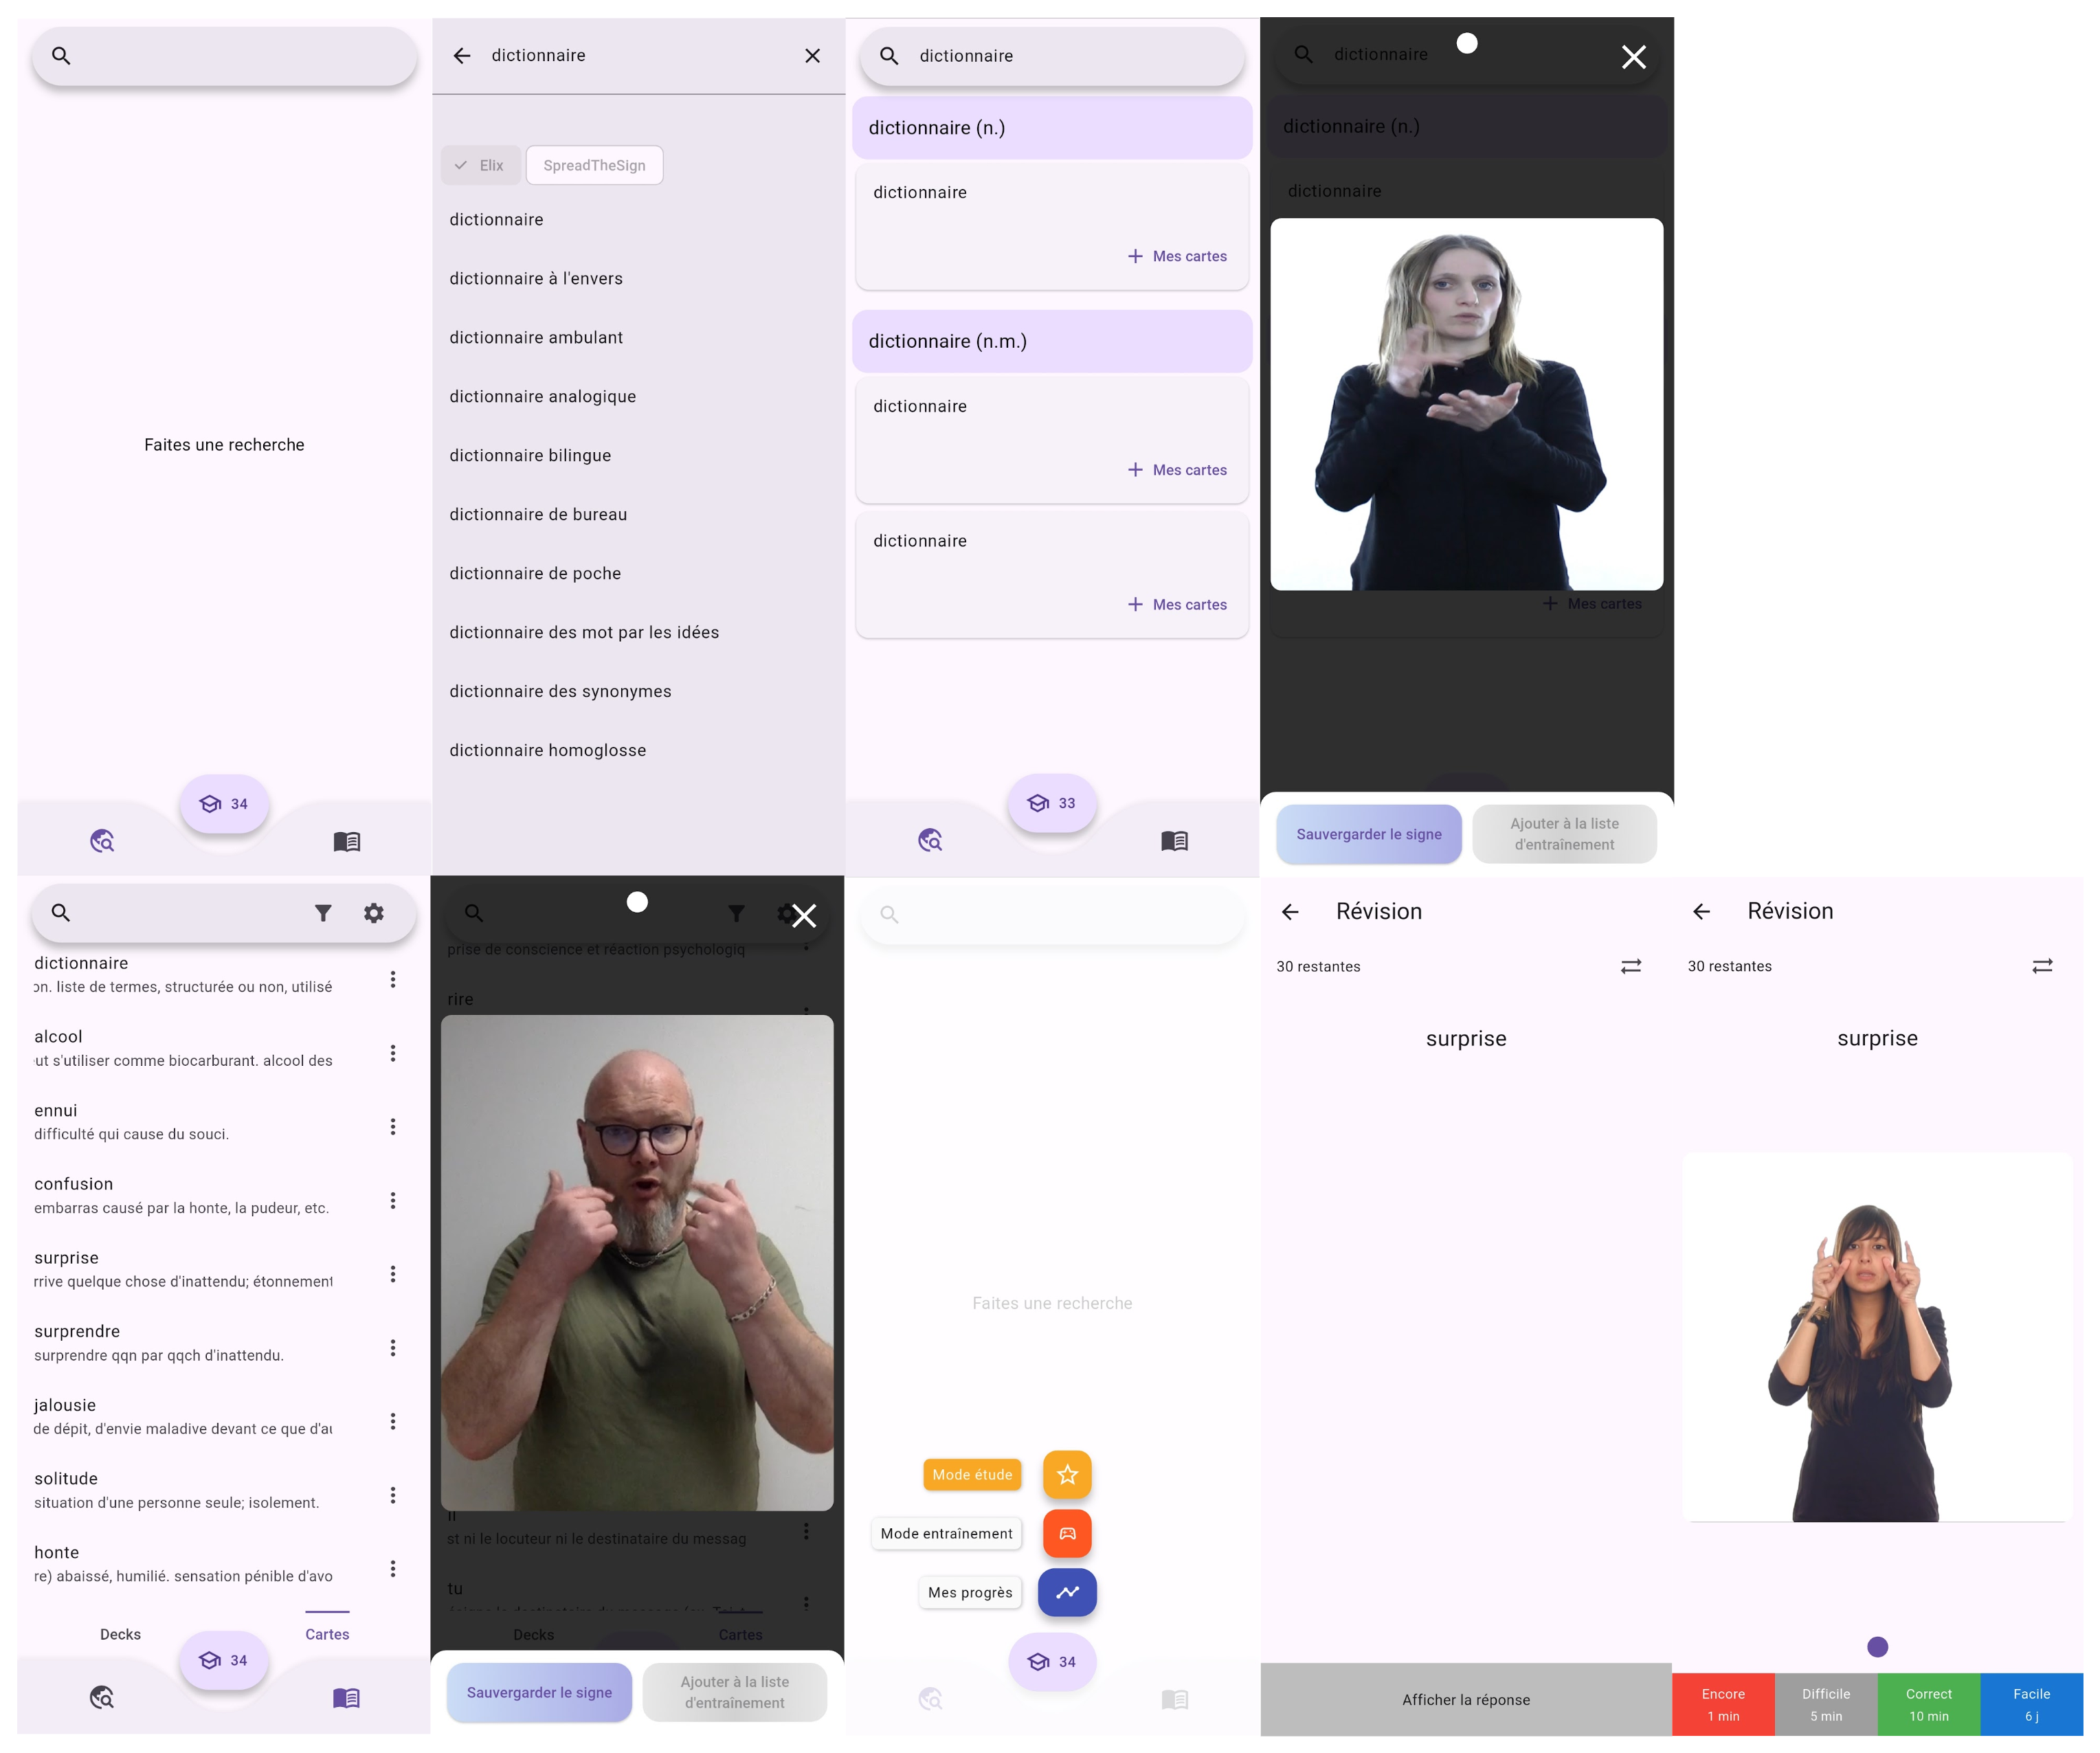 Faites une recherche
34
dictionnaire
Elix
SpreadTheSign
dictionnaire
dictionnaire à l'envers
dictionnaire ambulant
dictionnaire analogique
dictionnaire bilingue
dictionnaire de bureau
dictionnaire de poche
dictionnaire des mot par les idées
dictionnaire des synonymes
dictionnaire homoglosse
dictionnaire
dictionnaire (n.)
dictionnaire
Mes cartes
dictionnaire (n.m.)
dictionnaire
Mes cartes
dictionnaire
Mes cartes
33
dictionnaire
dictionnaire (n.)
dictionnaire
Mes cartes
Sauvergarder le signe
Ajouter à la liste
d'entraînement
dictionnaire
on. liste de termes, structurée ou non, utilisé
alcool
eut s'utiliser comme biocarburant. alcool des
ennui
difficulté qui cause du souci.
confusion
embarras causé par la honte, la pudeur, etc.
surprise
rrive quelque chose d'inattendu; étonnement
surprendre
surprendre qqn par qqch d'inattendu.
jalousie
de dépit, d'envie maladive devant ce que d'au
solitude
situation d'une personne seule; isolement.
honte
re) abaissé, humilié. sensation pénible d'avo
Decks
Cartes
34
prise de conscience et réaction psychologiq
rire
il
st ni le locuteur ni le destinataire du messag
tu
Decks
Cartes
Sauvergarder le signe
Ajouter à la liste
d'entraînement
Faites une recherche
Mode étude
Mode entraînement
Mes progrès
34
Révision
30 restantes
surprise
Afficher la réponse
Révision
30 restantes
surprise
Encore
1 min
Difficile
5 min
Correct
10 min
Facile
6 j